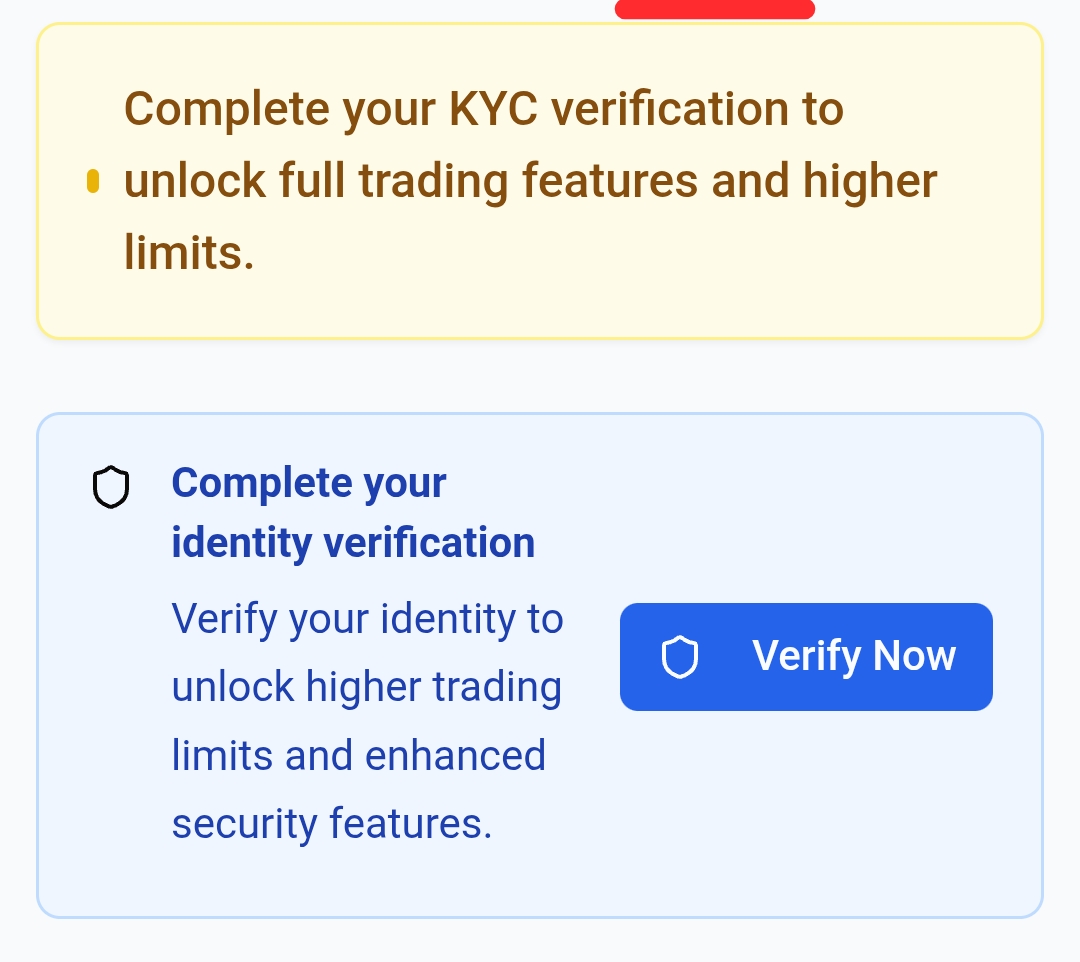 Complete your KYC verification to
unlock full trading features and higher
limits.
Complete your
identity verification
Verify your identity to
unlock higher trading
limits and enhanced
security features.
Verify Now